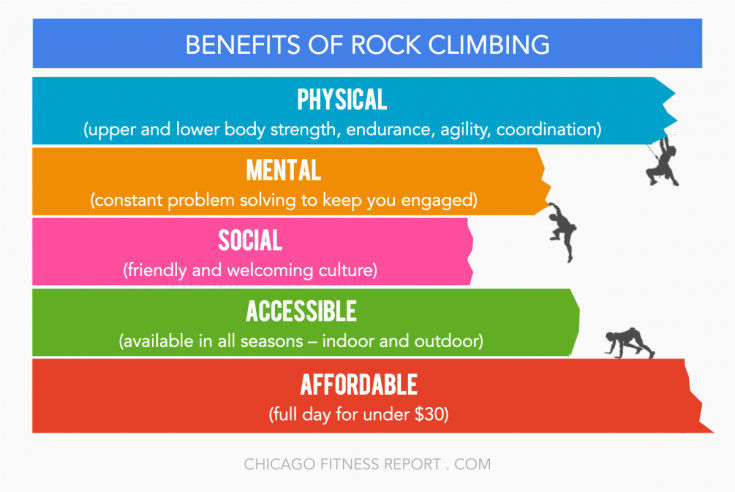 BENEFITS OF ROCK CLIMBING
PHYSICAL
(upper and lower body strength, endurance, agility, coordination)
MENTAL
(constant problem solving to keep you engaged)
SOCIAL
(friendly and welcoming culture)
ACCESSIBLE
(available in all seasons – indoor and outdoor)
AFFORDABLE
(full day for under $30)
CHICAGO FITNESS REPORT . COM